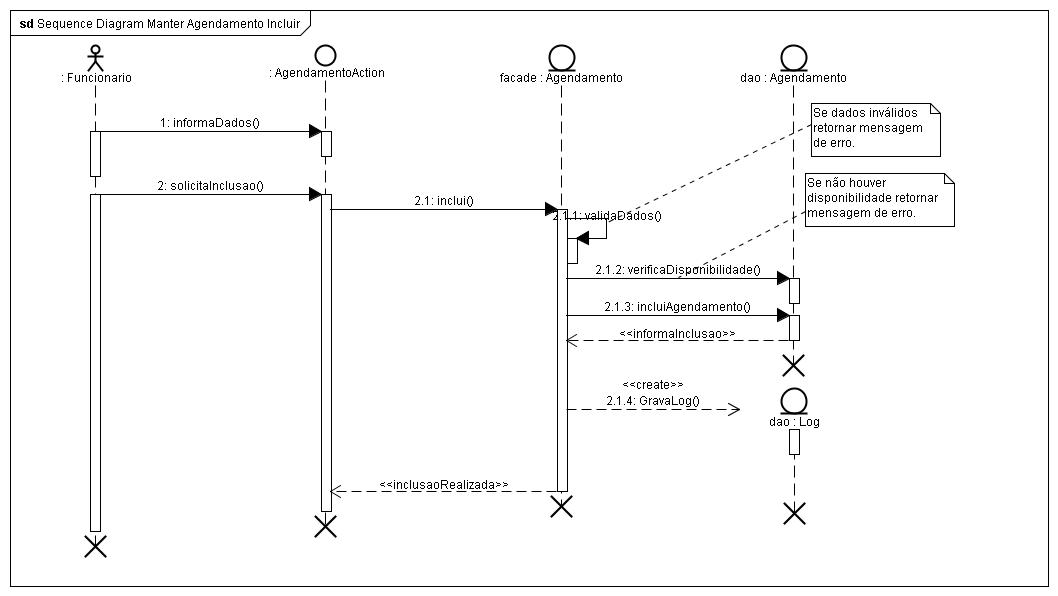 sd Sequence Diagram Manter Agendamento Incluir
: Funcionario
: AgendamentoAction
facade : Agendamento
dao : Agendamento
Se dados inválidos
retornar mensagem
de erro.
1: informaDados()
Se não houver
disponibilidade retornar
mensagem de erro.
2: solicitaInclusao()
2.1: inclui()
2.1.1: validaDados()
2.1.2: verificaDisponibilidade()
2.1.3: incluiAgendamento()
<<informaInclusao>>
<<create>>
2.1.4: GravaLog()
dao : Log
<<inclusaoRealizada>>